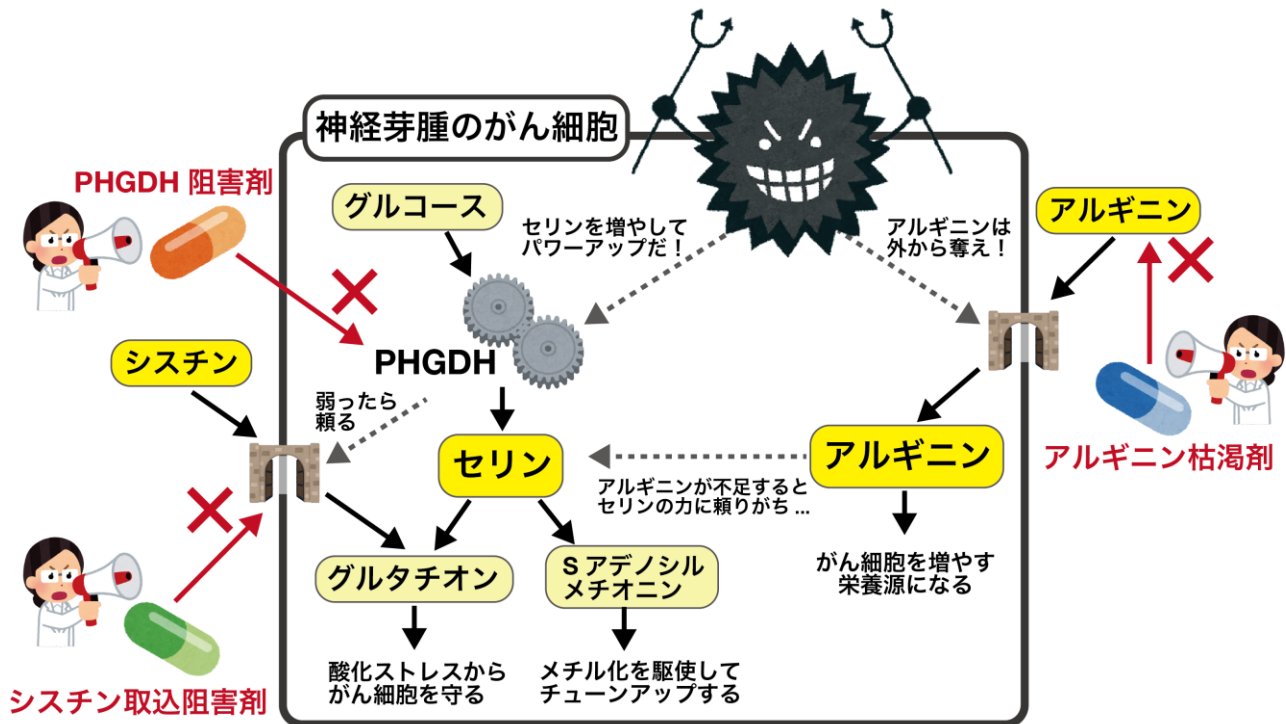 神経芽腫のがん細胞
PHGDH 阻害剤
グルコース
セリンを増やして
パワーアップだ！
アルギニンは
外から奪え！
アルギニン
シスチン
PHGDH
弱ったら
頼る
セリン
アルギニンが不足すると
セリンの力に頼りがち ...
アルギニン
アルギニン枯渇剤
グルタチオン
S アデノシル
メチオニン
がん細胞を増やす
栄養源になる
酸化ストレスから
がん細胞を守る
メチル化を駆使して
チューンアップする
シスチン取込阻害剤